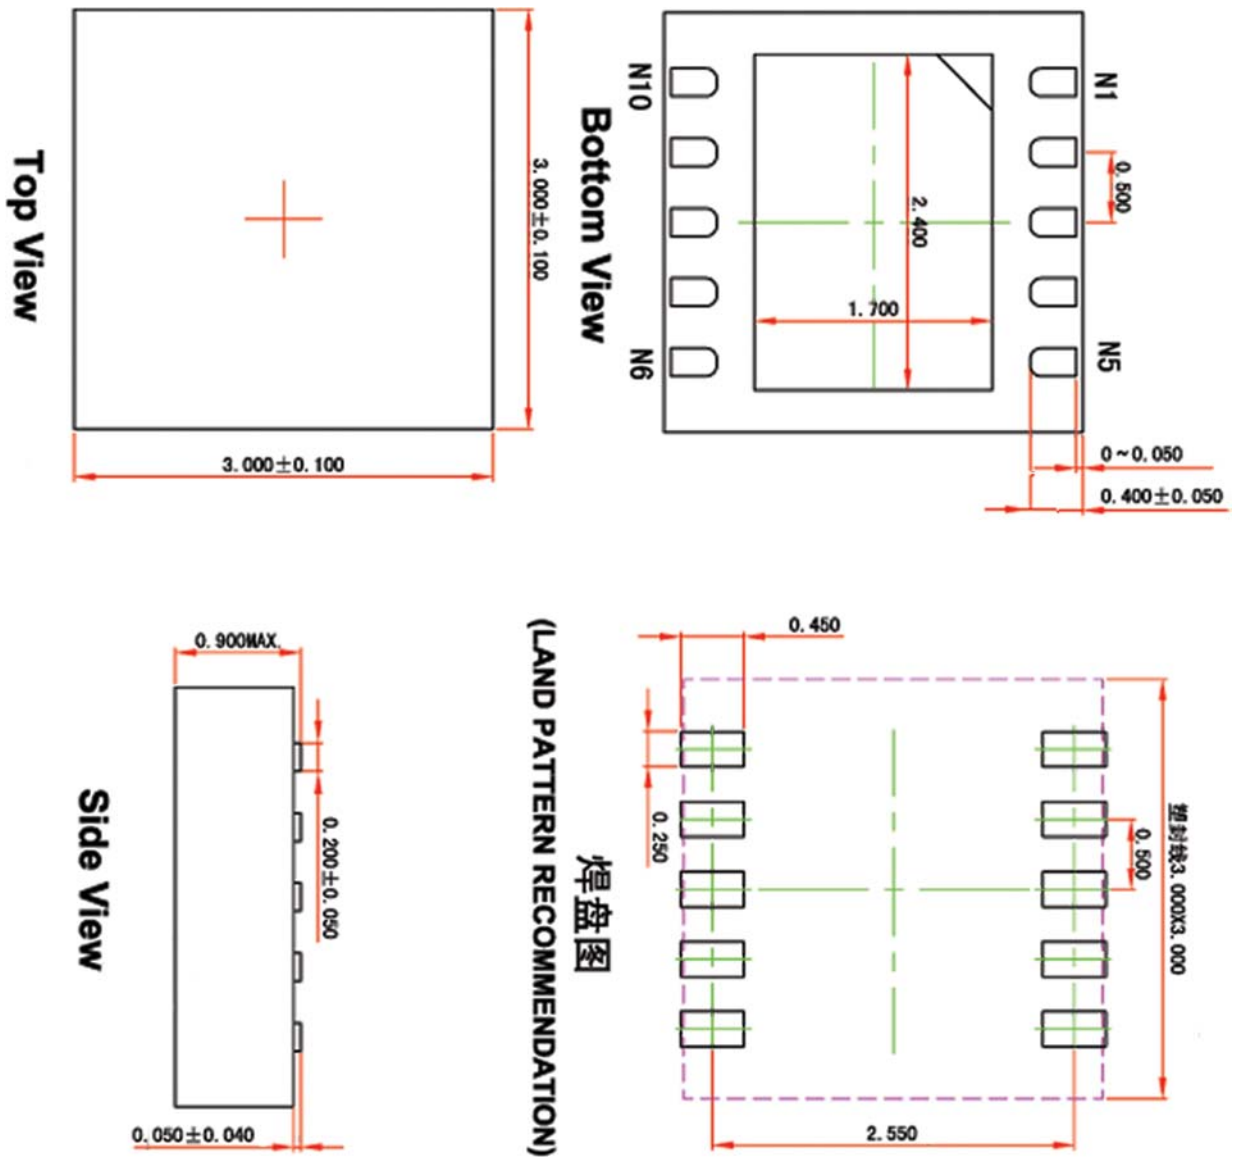 Top View
3.000±0.100
3.000±0.100
Bottom View
N10
N6
N1
N5
0.500
2.400
1.700
0~0.050
0.400±0.050
Side View
0.900MAX.
0.200±0.050
0.050±0.040
(LAND PATTERN RECOMMENDATION)
焊盘图
0.450
0.250
0.500
塑封线3.000X3.000
2.550